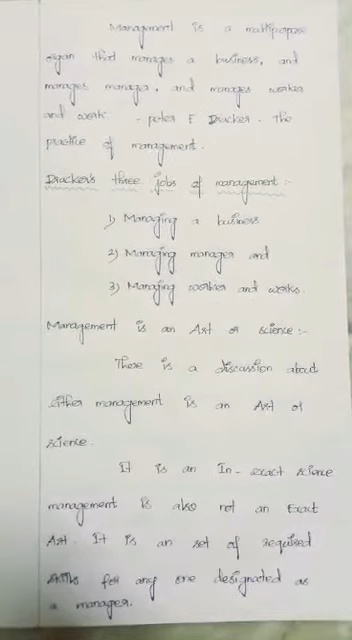 Management is a multipurpose
organ that manages a business, and
manages manager, and manages worker
and work - peter F Drucker. The
practice of management.
Drucker's three jobs of management:-
1) Managing a business
2) Managing manager and
3) Managing worker and works.
Management is an Art or science:-
There is a discussion about
either management is an Art or
science.
It is an In-exact science
management is also not an Exact
Art. It is an set of required
skills for any one designated as
a manager.